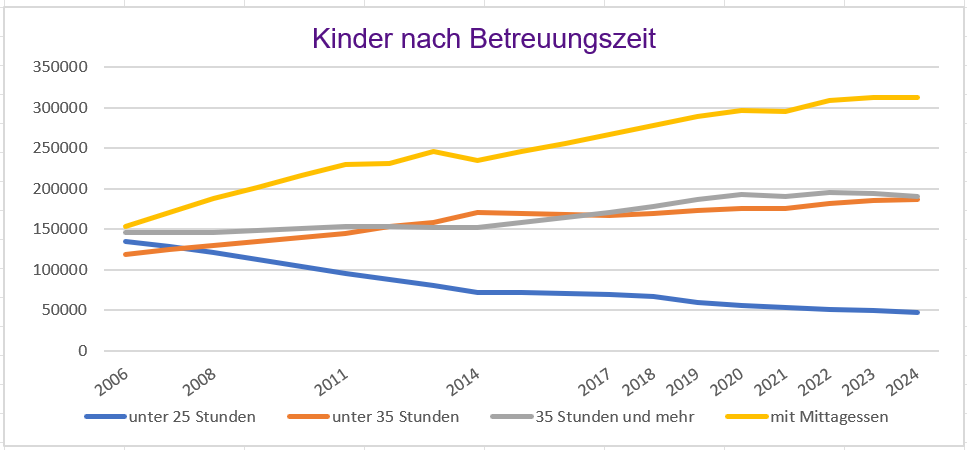 Kinder nach Betreuungszeit
350000
300000
250000
200000
150000
100000
50000
0
2006 2008 2011 2014 2017 2018 2019 2020 2021 2022 2023 2024
unter 25 Stunden unter 35 Stunden 35 Stunden und mehr mit Mittagessen